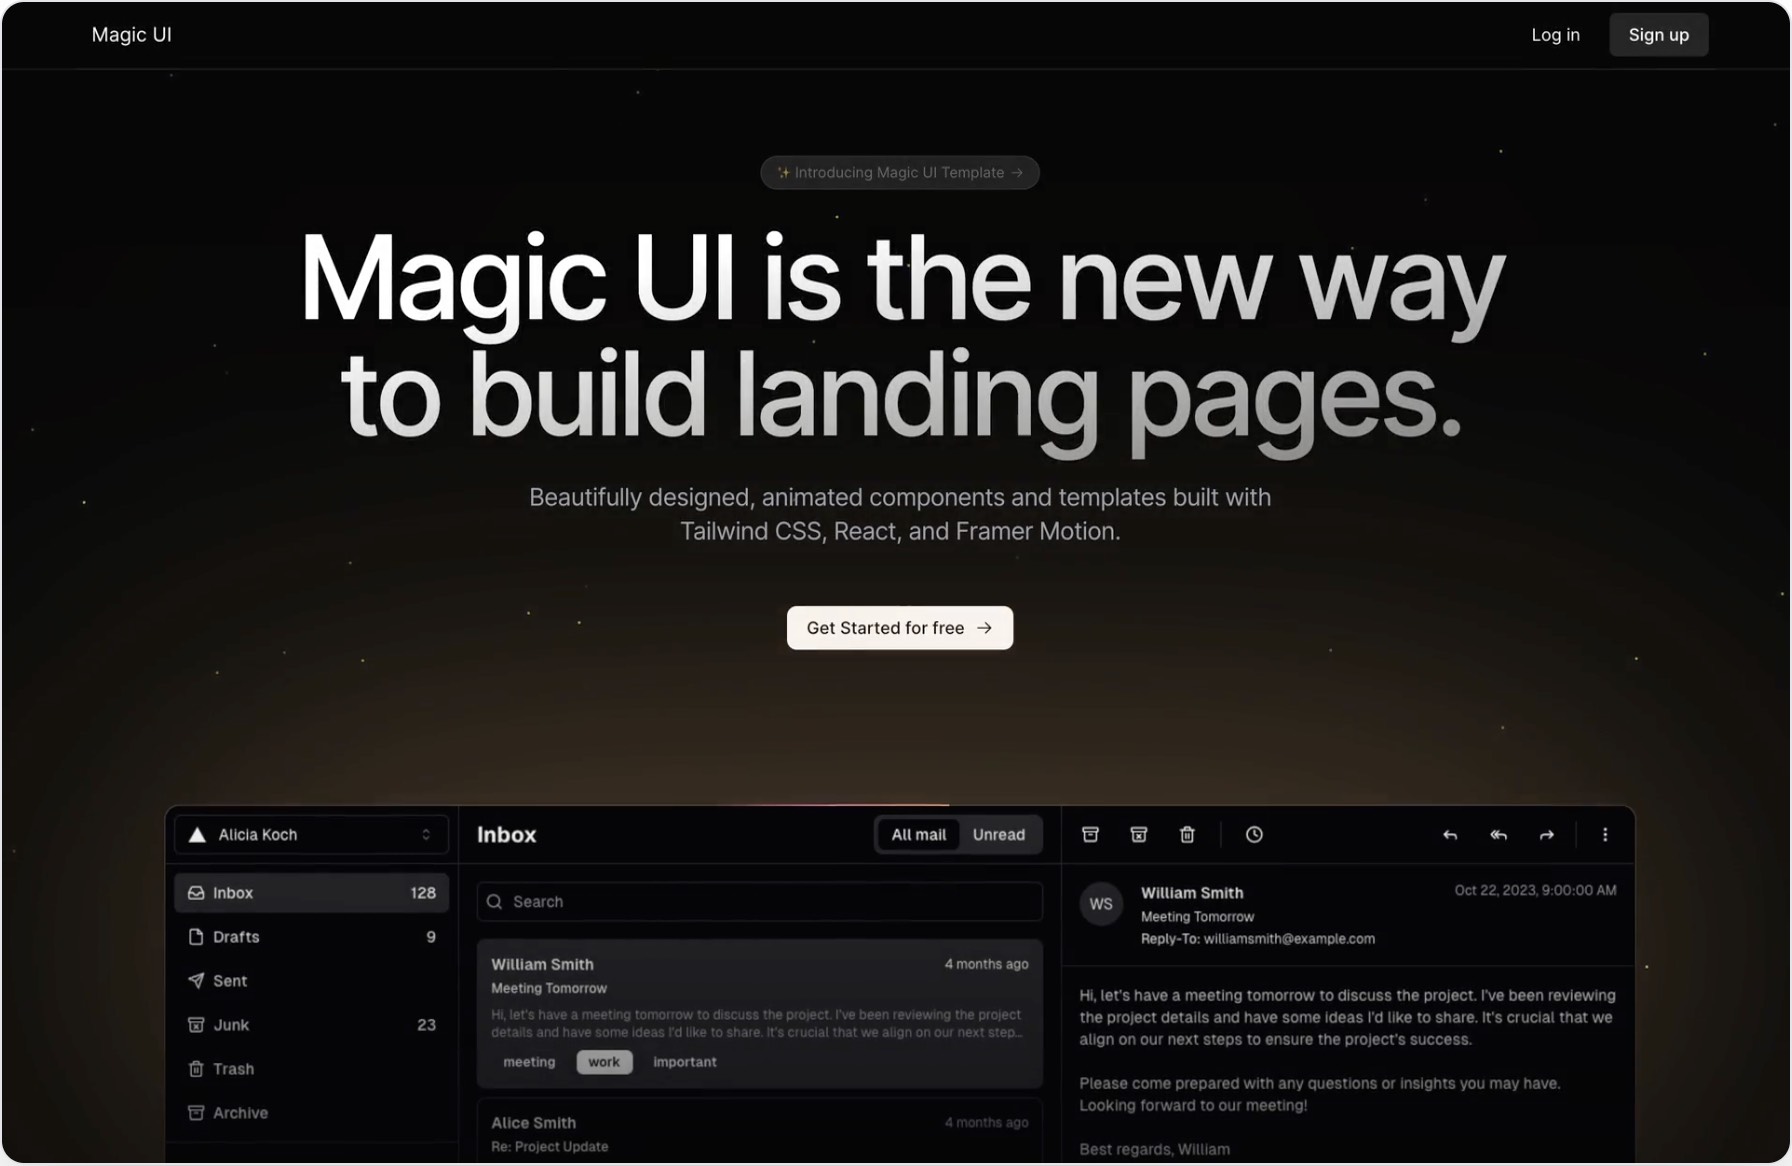 Magic UI
Log in
Sign up
✨ Introducing Magic UI Template →
Magic UI is the new way
to build landing pages.
Beautifully designed, animated components and templates built with
Tailwind CSS, React, and Framer Motion.
Get Started for free →
Alicia Koch
Inbox 128
Drafts 9
Sent
Junk 23
Trash
Archive
Inbox
All mail
Unread
Search
William Smith 4 months ago
Meeting Tomorrow
Hi, let's have a meeting tomorrow to discuss the project. I've been reviewing the project
details and have some ideas I'd like to share. It's crucial that we align on our next step...
meeting work important
Alice Smith 4 months ago
Re: Project Update
WS
William Smith Oct 22, 2023, 9:00:00 AM
Meeting Tomorrow
Reply-To: williamsmith@example.com
Hi, let's have a meeting tomorrow to discuss the project. I've been reviewing
the project details and have some ideas I'd like to share. It's crucial that we
align on our next steps to ensure the project's success.
Please come prepared with any questions or insights you may have.
Looking forward to our meeting!
Best regards, William